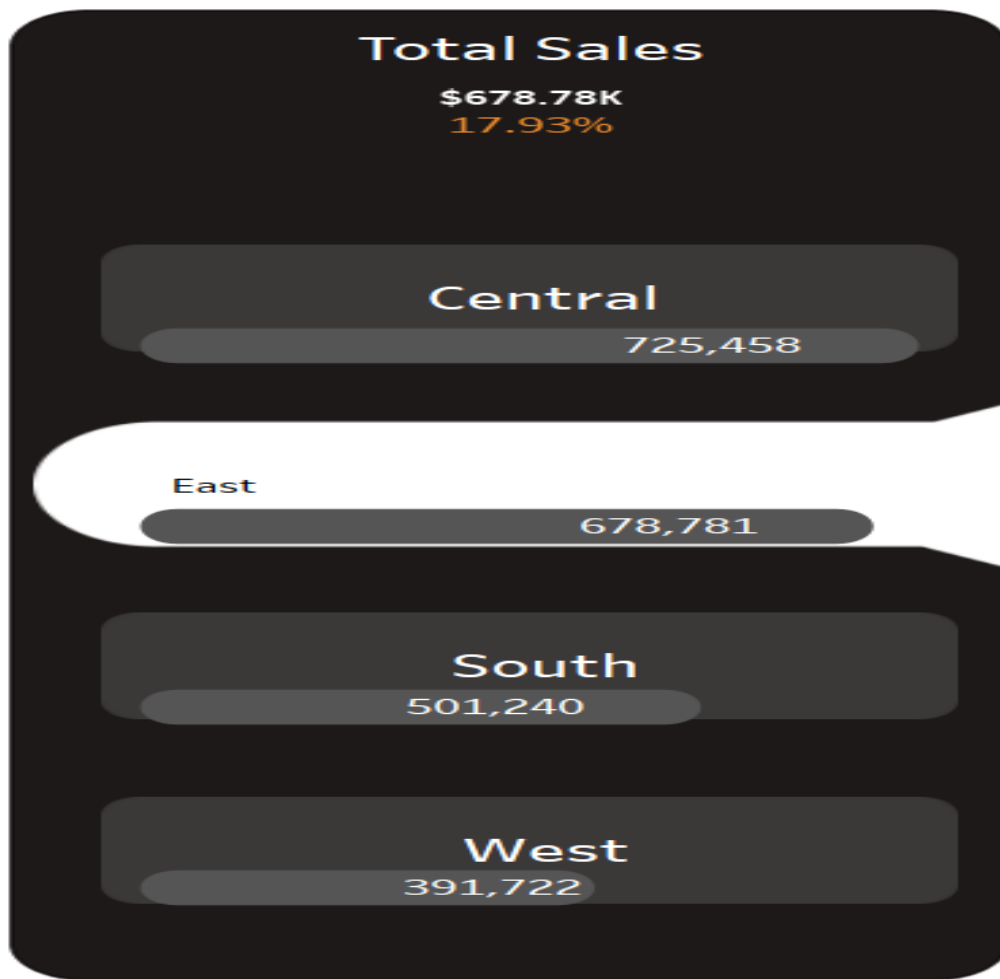 Total Sales
$678.78K
17.93%
Central
725,458
East
678,781
South
501,240
West
391,722